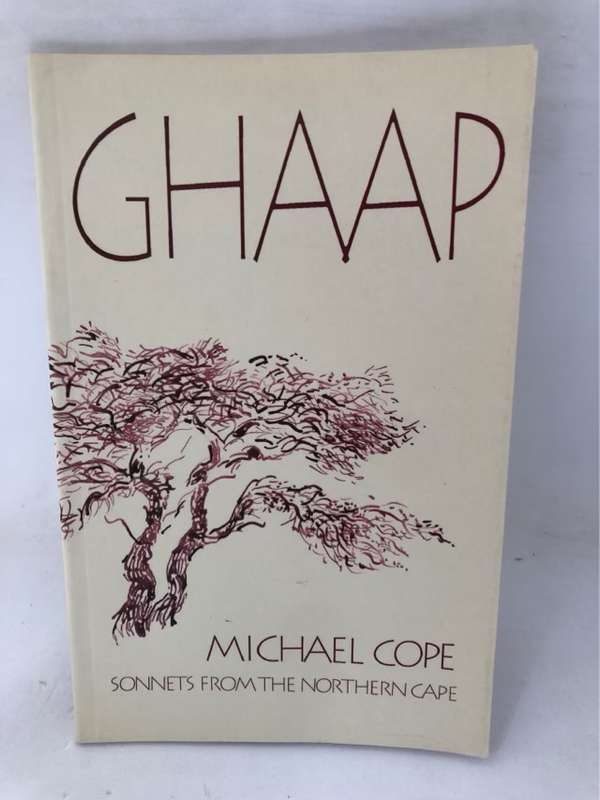 GHAAP
MICHAEL COPE
SONNETS FROM THE NORTHERN CAPE